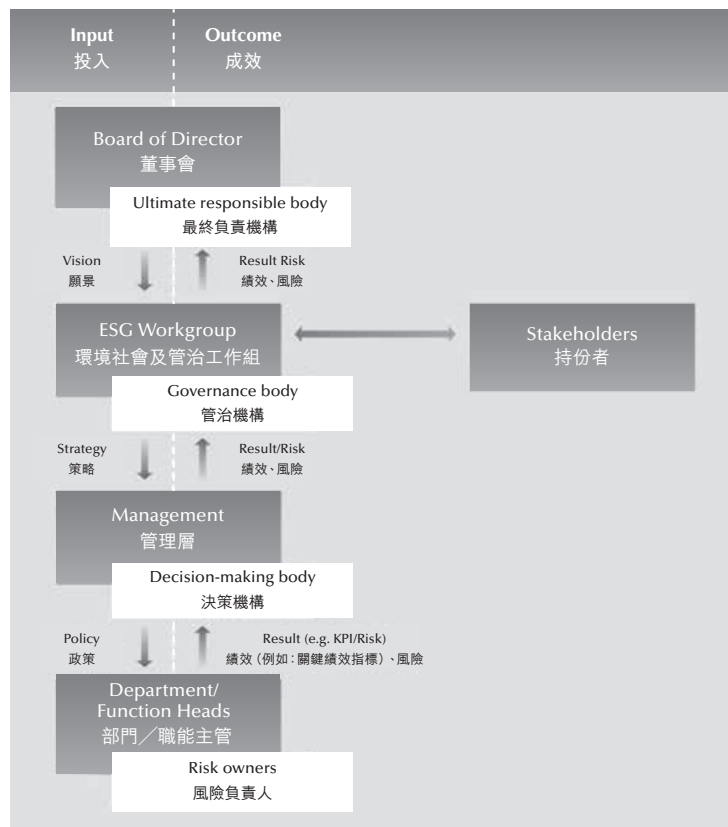 Input
投入
Outcome
成效
Board of Director
董事會
Ultimate responsible body
最終負責機構
Vision
願景
Result Risk
績效、風險
ESG Workgroup
環境社會及管治工作組
Stakeholders
持份者
Governance body
管治機構
Strategy
策略
Result/Risk
績效、風險
Management
管理層
Decision-making body
決策機構
Policy
政策
Result (e.g. KPI/Risk)
績效（例如：關鍵績效指標）、風險
Department/
Function Heads
部門／職能主管
Risk owners
風險負責人